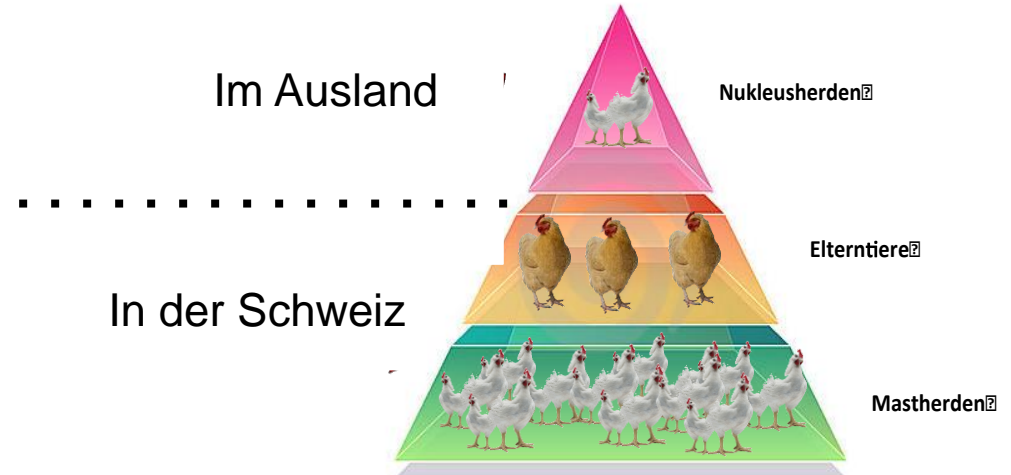 Im Ausland
Nukleusherden⍰
Elterntiere⍰
In der Schweiz
Mastherden⍰